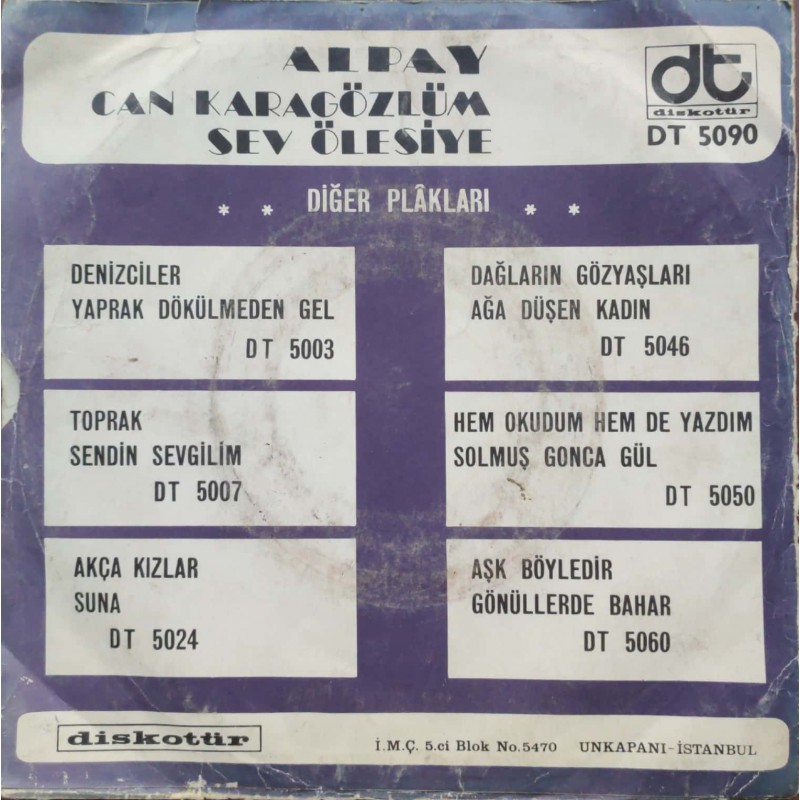 ALPAY
CAN KARAGÖZLÜM
SEV ÖLESİYE
dt
diskotür
DT 5090
* * DİĞER PLÂKLARI * *
DENİZCİLER
YAPRAK DÖKÜLMEDEN GEL
DT 5003
TOPRAK
SENDİN SEVGİLİM
DT 5007
AKÇA KIZLAR
SUNA
DT 5024
DAĞLARIN GÖZYAŞLARI
AĞA DÜŞEN KADIN
DT 5046
HEM OKUDUM HEM DE YAZDIM
SOLMUŞ GONCA GÜL
DT 5050
AŞK BÖYLEDİR
GÖNÜLLERDE BAHAR
DT 5060
diskotür
İ.M.Ç. 5.ci Blok No.5470 UNKAPANI-İSTANBUL